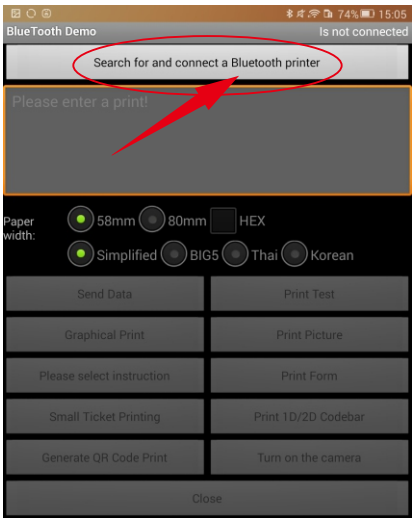 74% 15:05
BlueTooth Demo Is not connected
Search for and connect a Bluetooth printer
Please enter a print!
Paper width: 58mm 80mm HEX
Simplified BIG5 Thai Korean
Send Data Print Test
Graphical Print Print Picture
Please select instruction Print Form
Small Ticket Printing Print 1D/2D Codebar
Generate QR Code Print Turn on the camera
Close